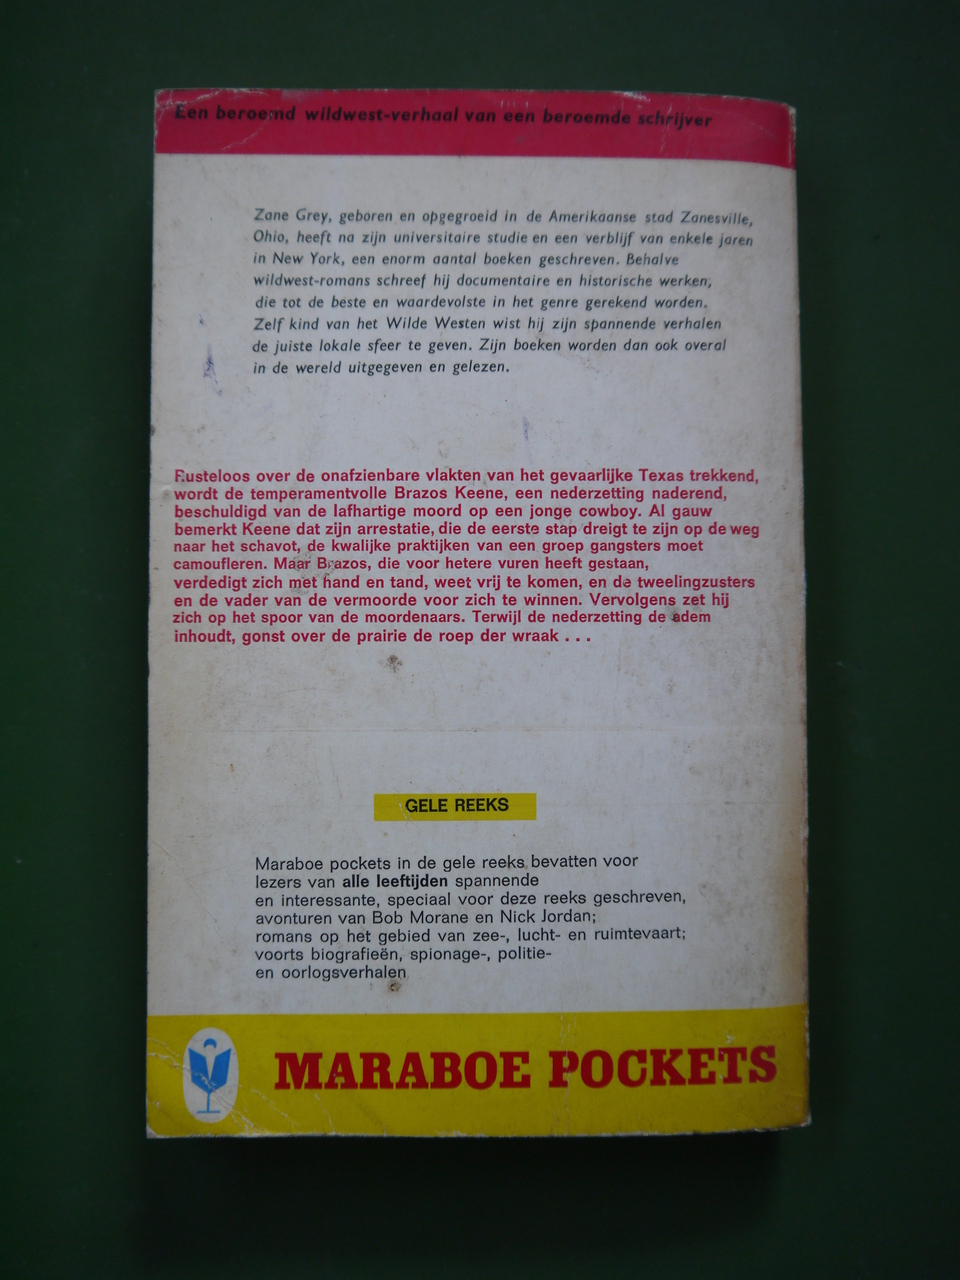 Een beroemd wildwest-verhaal van een beroemde schrijver
Zane Grey, geboren en opgegroeid in de Amerikaanse stad Zanesville,
Ohio, heeft na zijn universitaire studie en een verblijf van enkele jaren
in New York, een enorm aantal boeken geschreven. Behalve
wildwest-romans schreef hij documentaire en historische werken,
die tot de beste en waardevolste in het genre gerekend worden.
Zelf kind van het Wilde Westen wist hij zijn spannende verhalen
de juiste lokale sfeer te geven. Zijn boeken worden dan ook overal
in de wereld uitgegeven en gelezen.
Rusteloos over de onafzienbare vlakten van het gevaarlijke Texas trekkend,
wordt de temperamentvolle Brazos Keene, een nederzetting naderend,
beschuldigd van de lafhartige moord op een jonge cowboy. Al gauw
bemerkt Keene dat zijn arrestatie, die de eerste stap dreigt te zijn op de weg
naar het schavot, de kwalijke praktijken van een groep gangsters moet
camoufleren. Maar Brazos, die voor hetere vuren heeft gestaan,
verdedigt zich met hand en tand, weet vrij te komen, en de tweelingzusters
en de vader van de vermoorde voor zich te winnen. Vervolgens zet hij
zich op het spoor van de moordenaars. Terwijl de nederzetting de adem
inhoudt, gonst over de prairie de roep der wraak . . .
GELE REEKS
Maraboe pockets in de gele reeks bevatten voor
lezers van alle leeftijden spannende
en interessante, speciaal voor deze reeks geschreven,
avonturen van Bob Morane en Nick Jordan;
romans op het gebied van zee-, lucht- en ruimtevaart;
voorts biografieën, spionage-, politie-
en oorlogsverhalen
MARABOE POCKETS